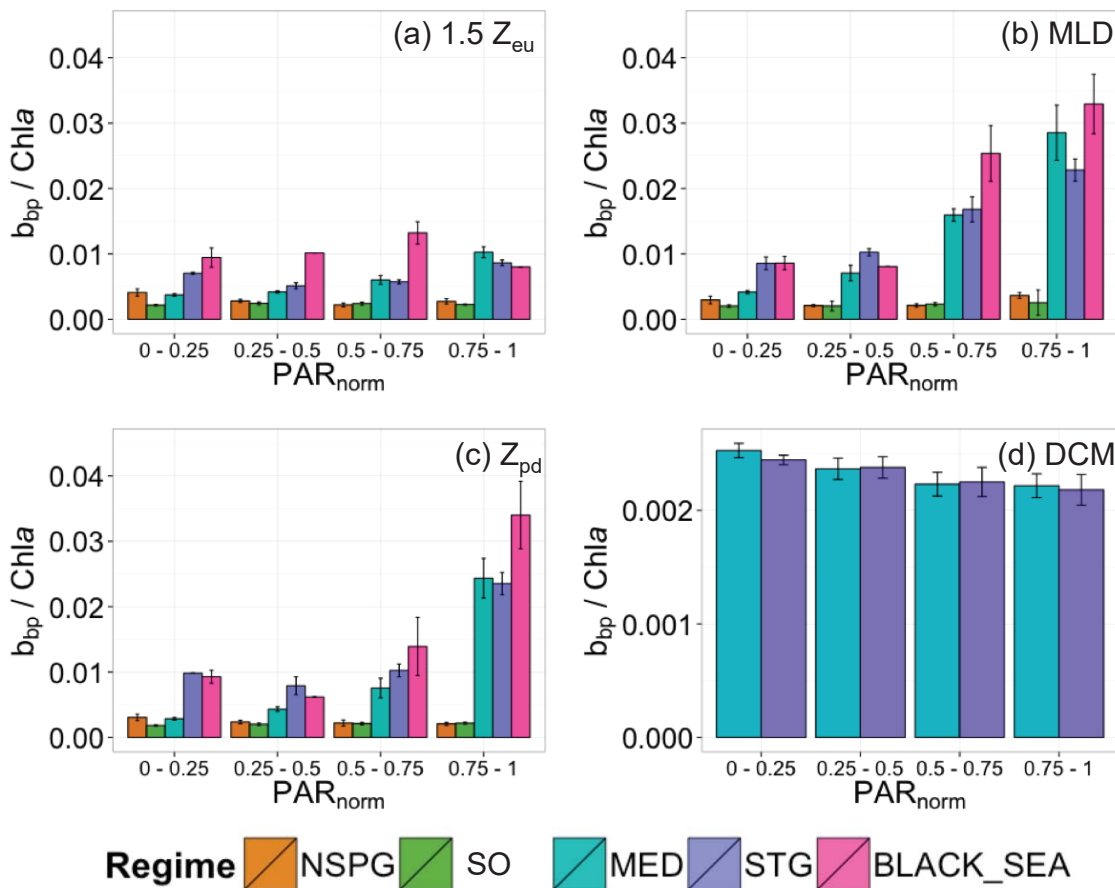 (a) 1.5 Zeu
0.04
0.03
0.02
0.01
0.00
bbp / Chla
0 - 0.25
0.25 - 0.5
0.5 - 0.75
0.75 - 1
PARnorm
(b) MLD
0.04
0.03
0.02
0.01
0.00
bbp / Chla
0 - 0.25
0.25 - 0.5
0.5 - 0.75
0.75 - 1
PARnorm
(c) Zpd
0.04
0.03
0.02
0.01
0.00
bbp / Chla
0 - 0.25
0.25 - 0.5
0.5 - 0.75
0.75 - 1
PARnorm
(d) DCM
0.002
0.001
0.000
bbp / Chla
0 - 0.25
0.25 - 0.5
0.5 - 0.75
0.75 - 1
PARnorm
Regime NSPG SO MED STG BLACK_SEA